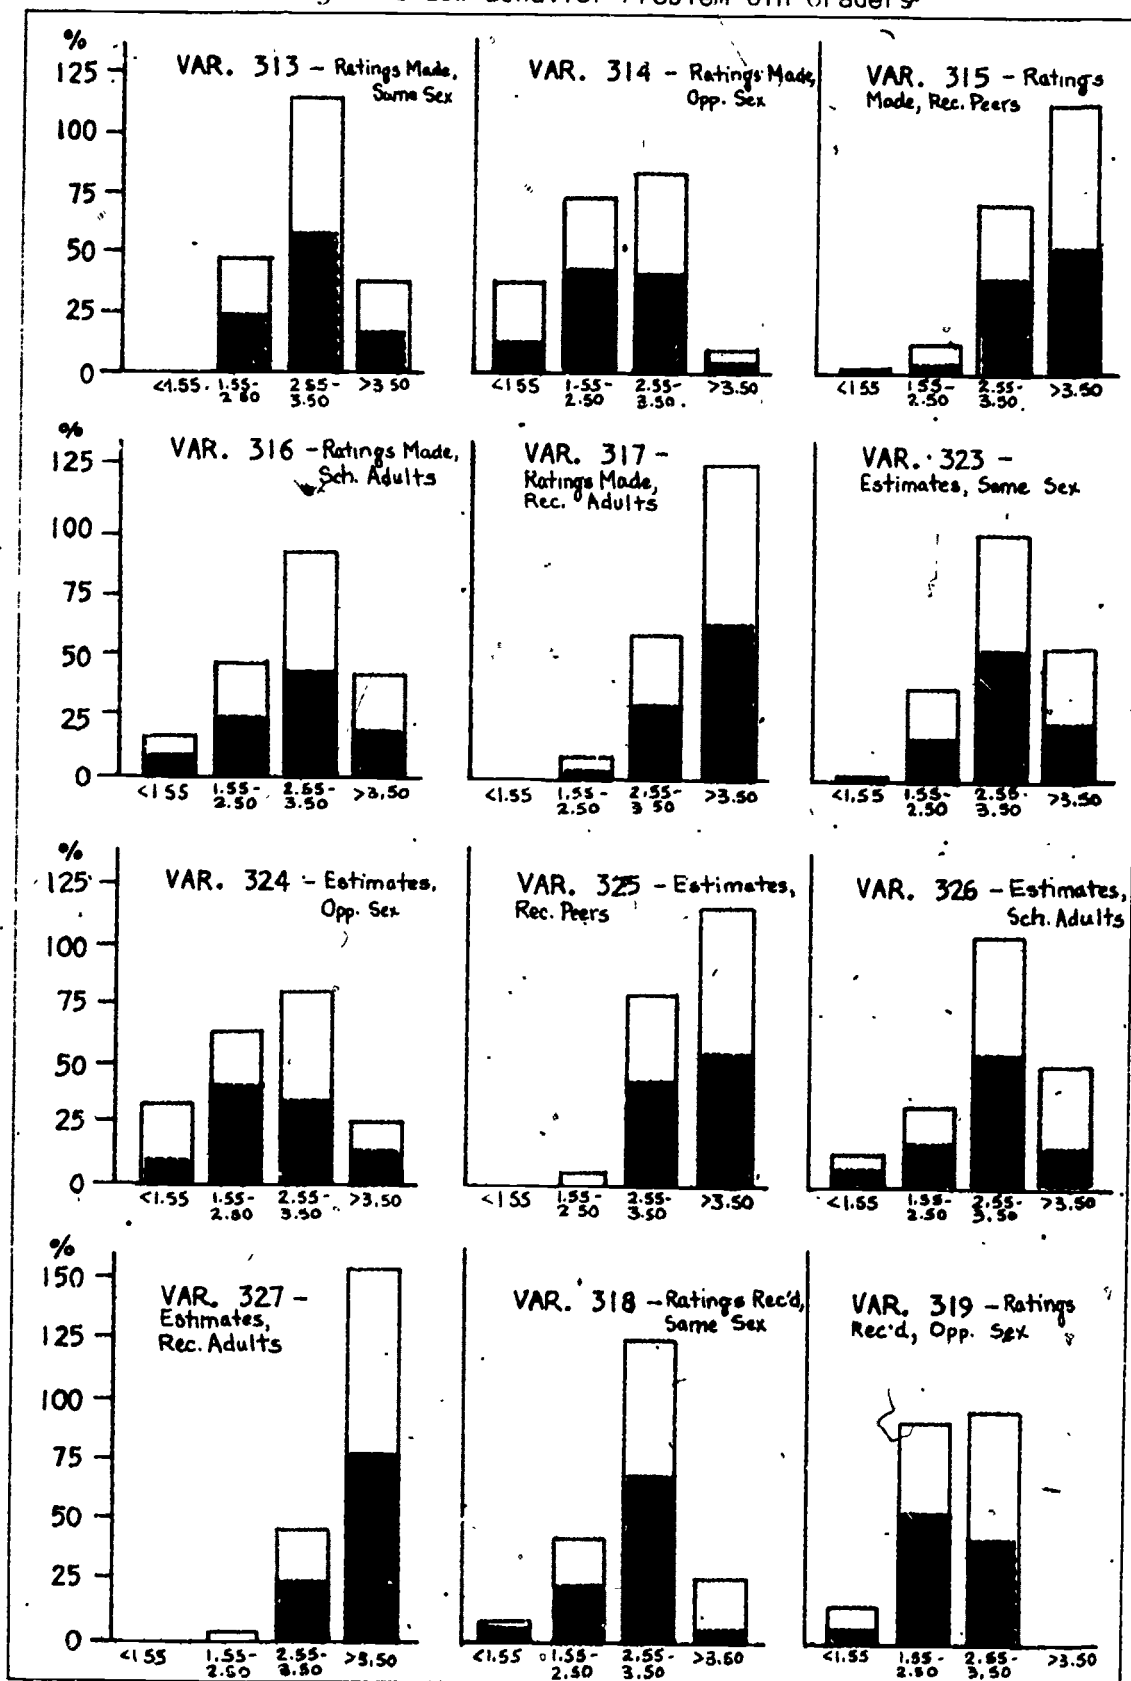 Behavior Problem 6th Graders
%
125
100
75
50
25
0
VAR. 313 - Ratings Made,
Same Sex
<1.55. 1.55- 2.55- >3.50
2.50 3.50
VAR. 314 - Ratings Made,
Opp. Sex
<1.55 1.55- 2.55- >3.50
2.50 3.50.
VAR. 315 - Ratings
Made, Rec. Peers
<1.55 1.55- 2.55- >3.50
2.50 3.50.
%
125
100
75
50
25
0
VAR. 316 - Ratings Made,
Sch. Adults
<1.55 1.55- 2.55- >3.50
2.50 3.50
VAR. 317 -
Ratings Made,
Rec. Adults
<1.55 1.55- 2.55- >3.50
2.50 3 50
VAR. 323 -
Estimates, Same Sex
<1.55 1.55- 2.55- >3.50
2.50 3.50
%
125
100
75
50
25
0
VAR. 324 - Estimates,
Opp. Sex
<1.55 1.55- 2.55- >3.50
2.50 3.50
VAR. 325 - Estimates,
Rec. Peers
<1.55 1.55- 2.55- >3.50
2 50 3.50
VAR. 326 - Estimates,
Sch. Adults
<1.55 1.55- 2.55- >3.50
2.50 3.50
%
150
125
100
75
50
25
0
VAR. 327 -
Estimates,
Rec. Adults
<1.55 1.55- 2.55- >3.50
2.50 3.50
VAR. 318 - Ratings Rec'd,
Same Sex
<1.55 1.55- 2.55- >3.50
2.50 3.50
VAR. 319 - Ratings
Rec'd, Opp. Sex
<1.55 1.55- 2.55- >3.50
2.50 3.50